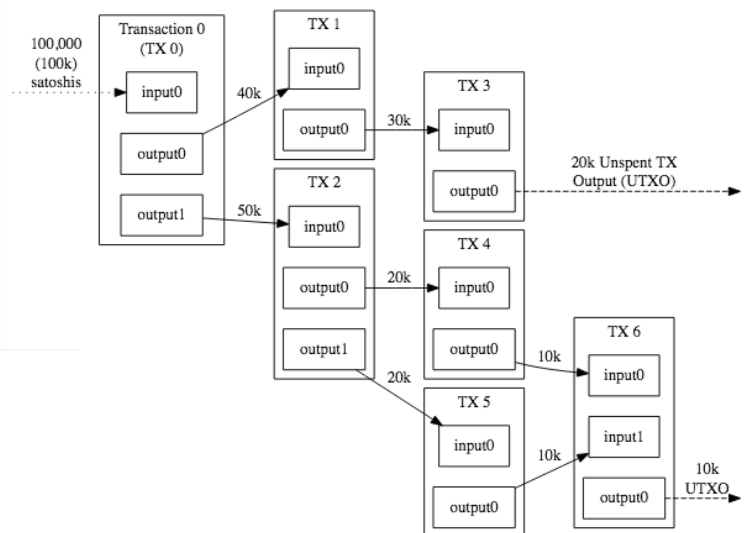 100,000
(100k)
satoshis
Transaction 0
(TX 0)
input0
output0
output1
40k
50k
TX 1
input0
output0
30k
TX 2
input0
output0
output1
20k
20k
TX 3
input0
output0
20k Unspent TX
Output (UTXO)
TX 4
input0
output0
10k
TX 5
input0
output0
10k
TX 6
input0
input1
output0
10k
UTXO